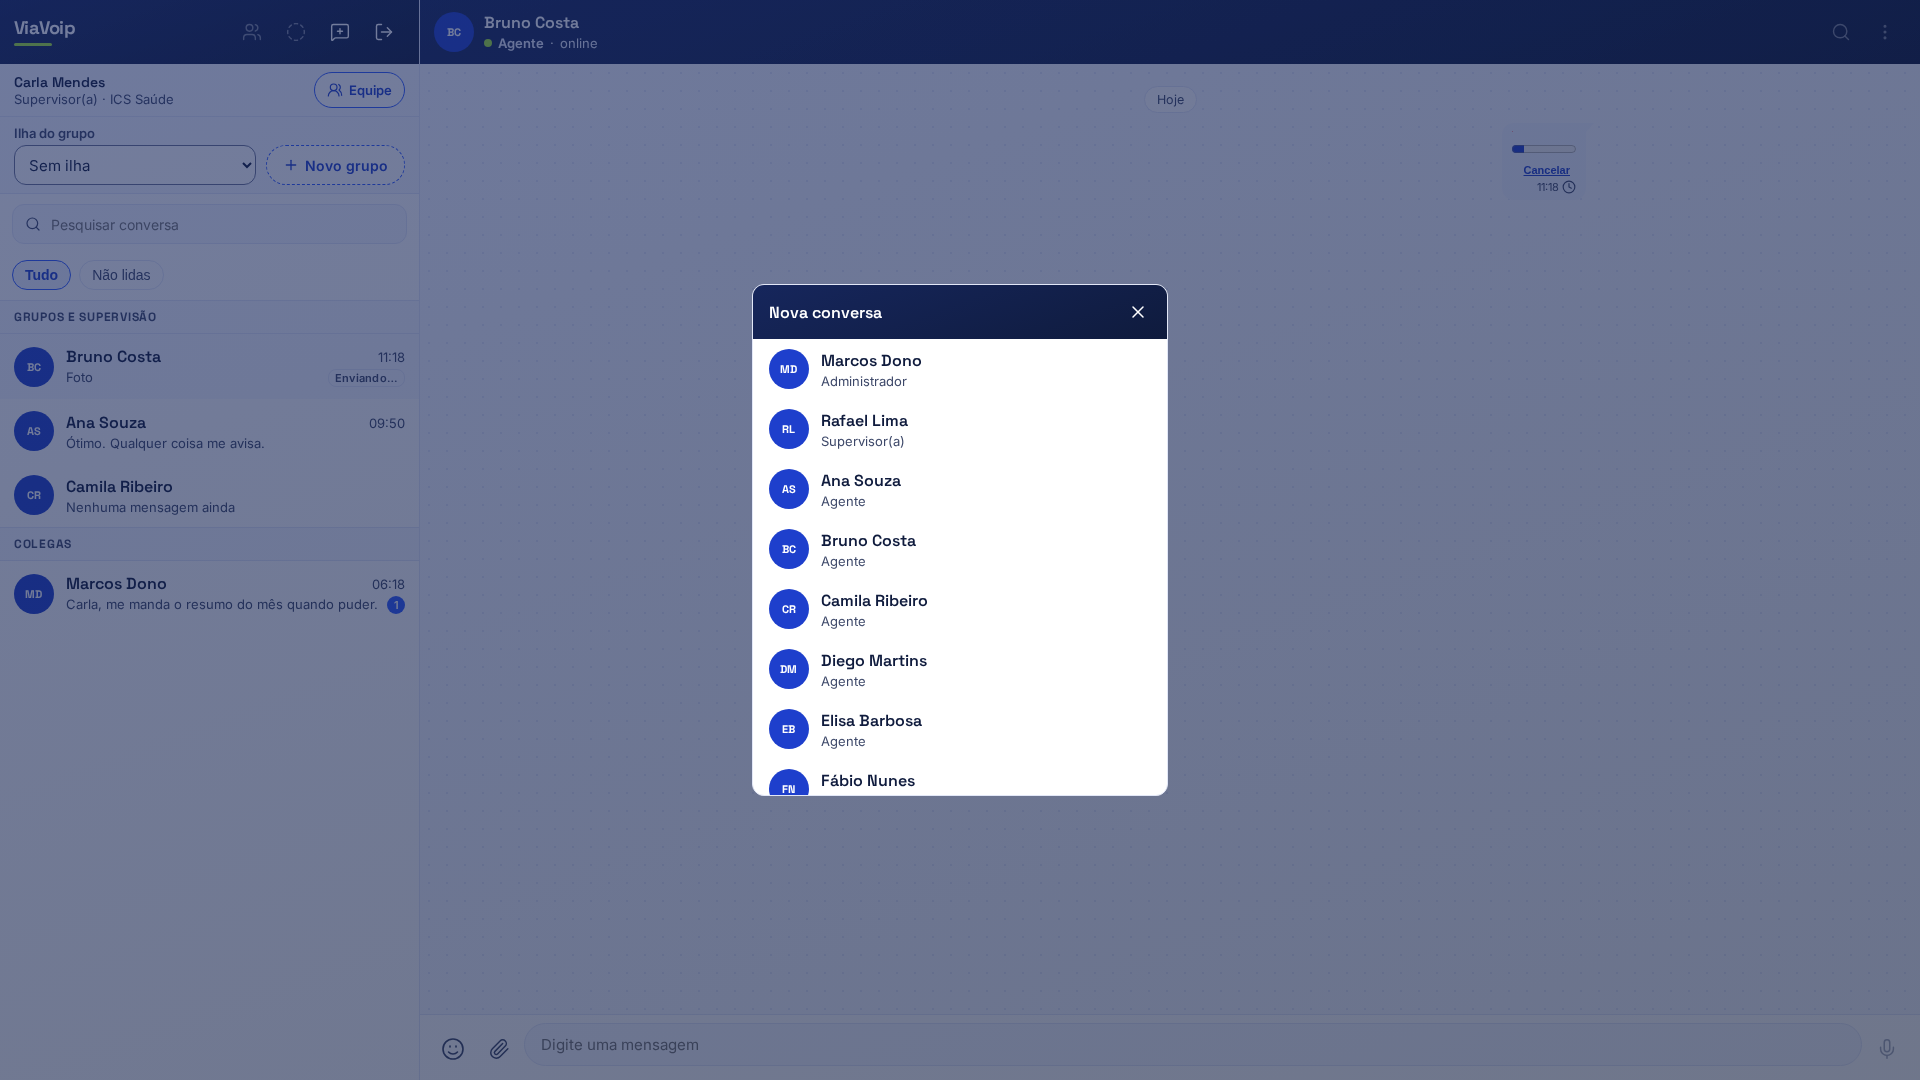 ViaVoip
Carla Mendes
Supervisor(a) · ICS Saúde
Equipe
Ilha do grupo
Sem ilha
Novo grupo
Pesquisar conversa
Tudo
Não lidas
GRUPOS E SUPERVISÃO
BC
Bruno Costa
11:18
Foto
Enviando…
AS
Ana Souza
09:50
Ótimo. Qualquer coisa me avisa.
CR
Camila Ribeiro
Nenhuma mensagem ainda
COLEGAS
MD
Marcos Dono
06:18
Carla, me manda o resumo do mês quando puder.
1
BC
Bruno Costa
Agente · online
Hoje
Cancelar
11:18
Nova conversa
MD
Marcos Dono
Administrador
RL
Rafael Lima
Supervisor(a)
AS
Ana Souza
Agente
BC
Bruno Costa
Agente
CR
Camila Ribeiro
Agente
DM
Diego Martins
Agente
EB
Elisa Barbosa
Agente
FN
Fábio Nunes
Digite uma mensagem